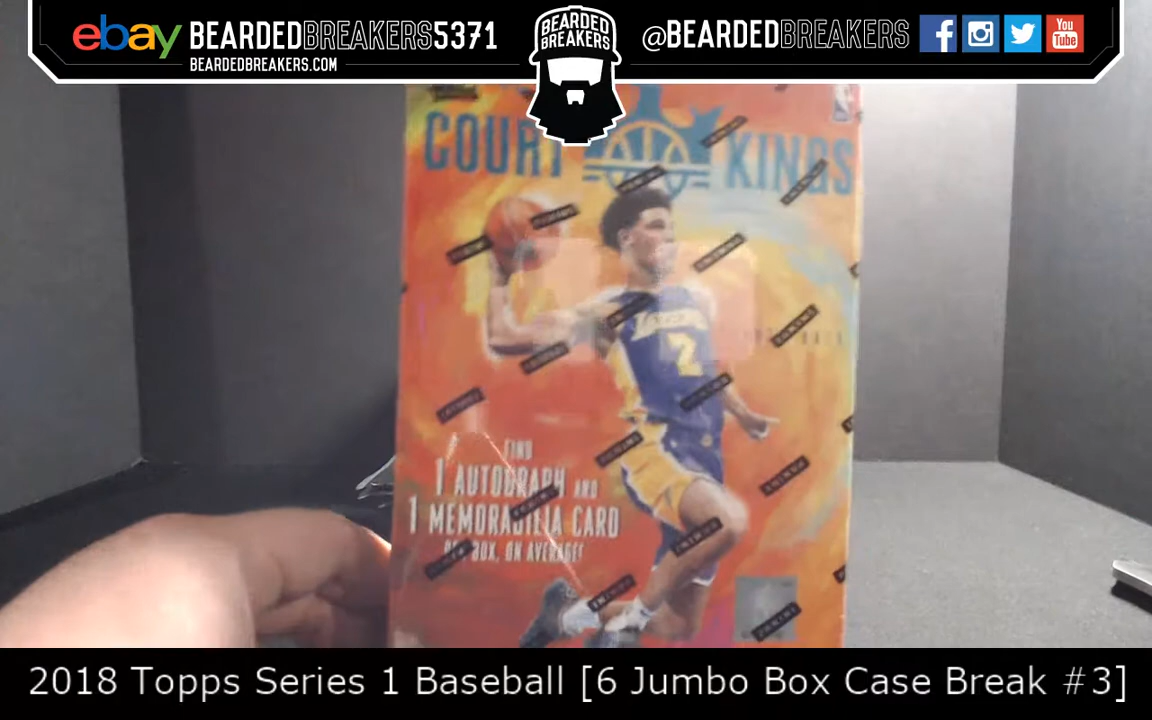 ebay BEARDEDBREAKERS5371
BEARDEDBREAKERS.COM
BEARDED
BREAKERS
@BEARDEDBREAKERS
You
Tube
COURT KINGS
LAKERS
2
FIND
1 AUTOGRAPH AND
1 MEMORABILIA CARD
PER BOX, ON AVERAGE!
PANINI
2018 Topps Series 1 Baseball [6 Jumbo Box Case Break #3]